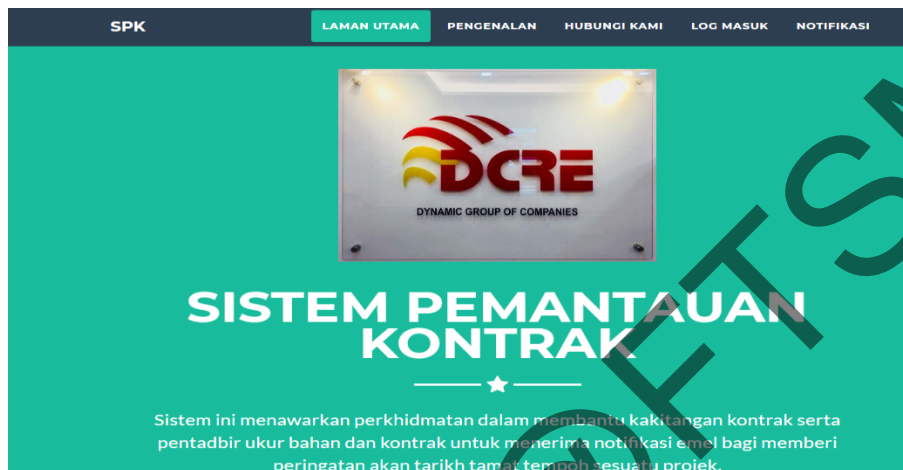 SPK LAMAN UTAMA PENGENALAN HUBUNGI KAMI LOG MASUK NOTIFIKASI
DCRE
DYNAMIC GROUP OF COMPANIES
SISTEM PEMANTAUAN
KONTRAK
Sistem ini menawarkan perkhidmatan dalam membantu kakitangan kontrak serta
pentadbir ukur bahan dan kontrak untuk menerima notifikasi emel bagi memberi
peringatan akan tarikh tamat tempoh sesuatu projek.
@FTSM